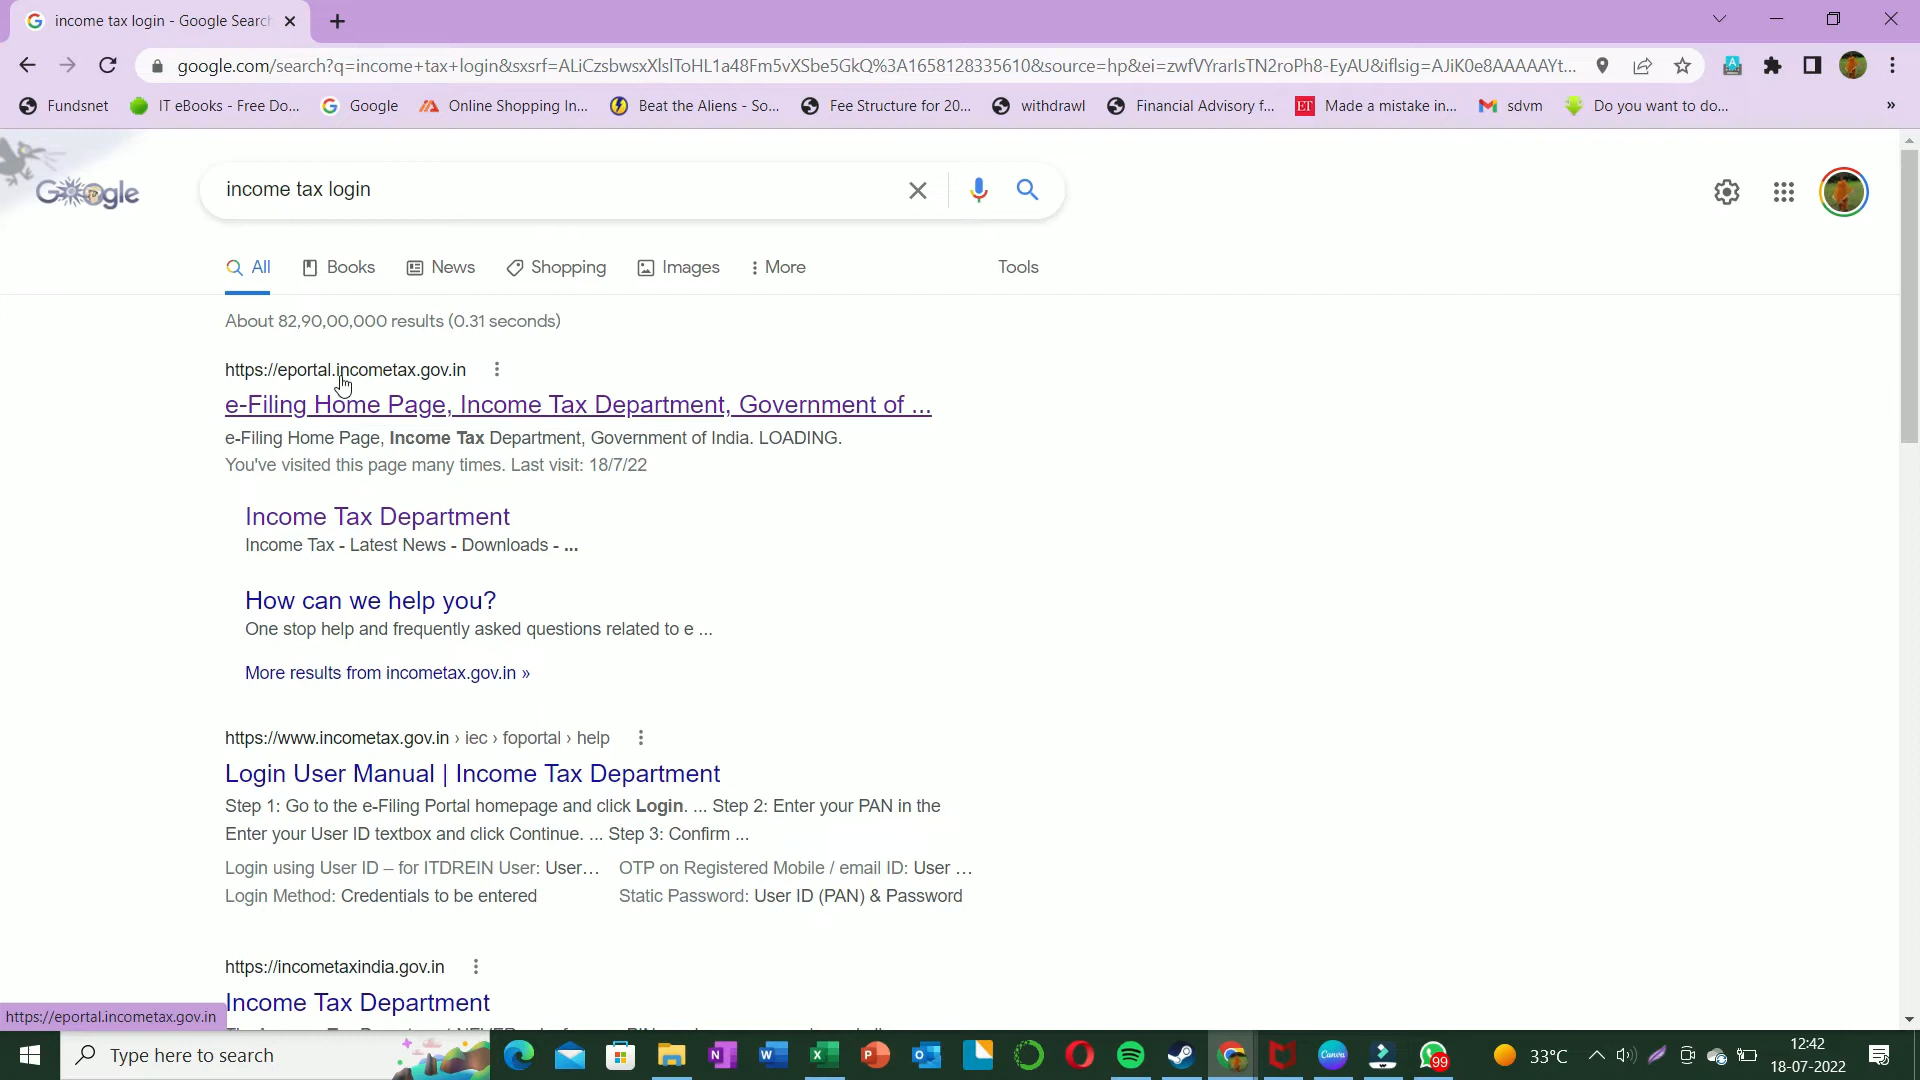 income tax login - Google Search
google.com/search?q=income+tax+login&sxsrf=ALiCzsbwsxXlslToHL1a48Fm5vXSbe5GkQ%3A1658128335610&source=hp&ei=zwfVYrarIsTN2roPh8-EyAU&iflsig=AJiK0e8AAAAAYt...
Fundsnet IT eBooks - Free Do... Google Online Shopping In... Beat the Aliens - So... Fee Structure for 20... withdrawl Financial Advisory f... ET Made a mistake in... sdvm Do you want to do... »
Google
income tax login
All Books News Shopping Images More Tools
About 82,90,00,000 results (0.31 seconds)
https://eportal.incometax.gov.in
e-Filing Home Page, Income Tax Department, Government of ...
e-Filing Home Page, Income Tax Department, Government of India. LOADING.
You've visited this page many times. Last visit: 18/7/22
Income Tax Department
Income Tax - Latest News - Downloads - ...
How can we help you?
One stop help and frequently asked questions related to e ...
More results from incometax.gov.in »
https://www.incometax.gov.in › iec › foportal › help
Login User Manual | Income Tax Department
Step 1: Go to the e-Filing Portal homepage and click Login. ... Step 2: Enter your PAN in the
Enter your User ID textbox and click Continue. ... Step 3: Confirm ...
Login using User ID – for ITDREIN User: User... OTP on Registered Mobile / email ID: User ...
Login Method: Credentials to be entered Static Password: User ID (PAN) & Password
https://incometaxindia.gov.in
Income Tax Department
https://eportal.incometax.gov.in
Type here to search
99
33°C
12:42
18-07-2022